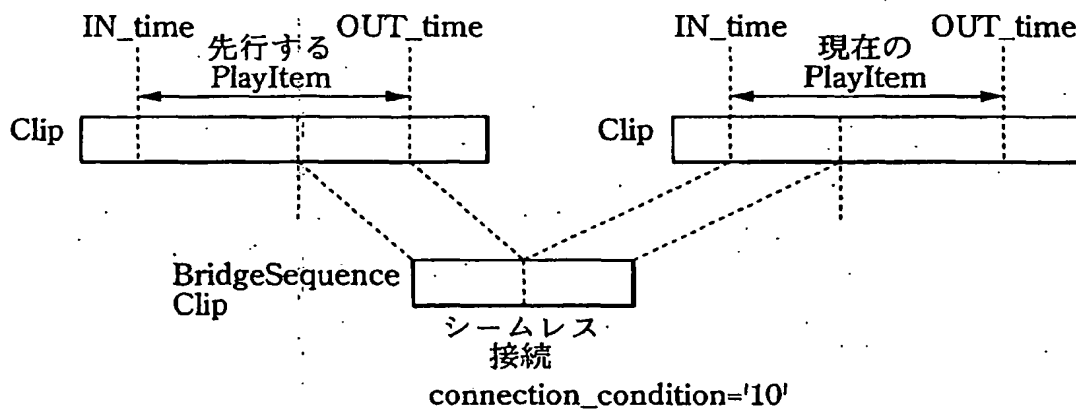 IN_time
先行する
PlayItem
OUT_time
Clip
IN_time
現在の
PlayItem
OUT_time
Clip
BridgeSequence
Clip
シームレス
接続
connection_condition='10'